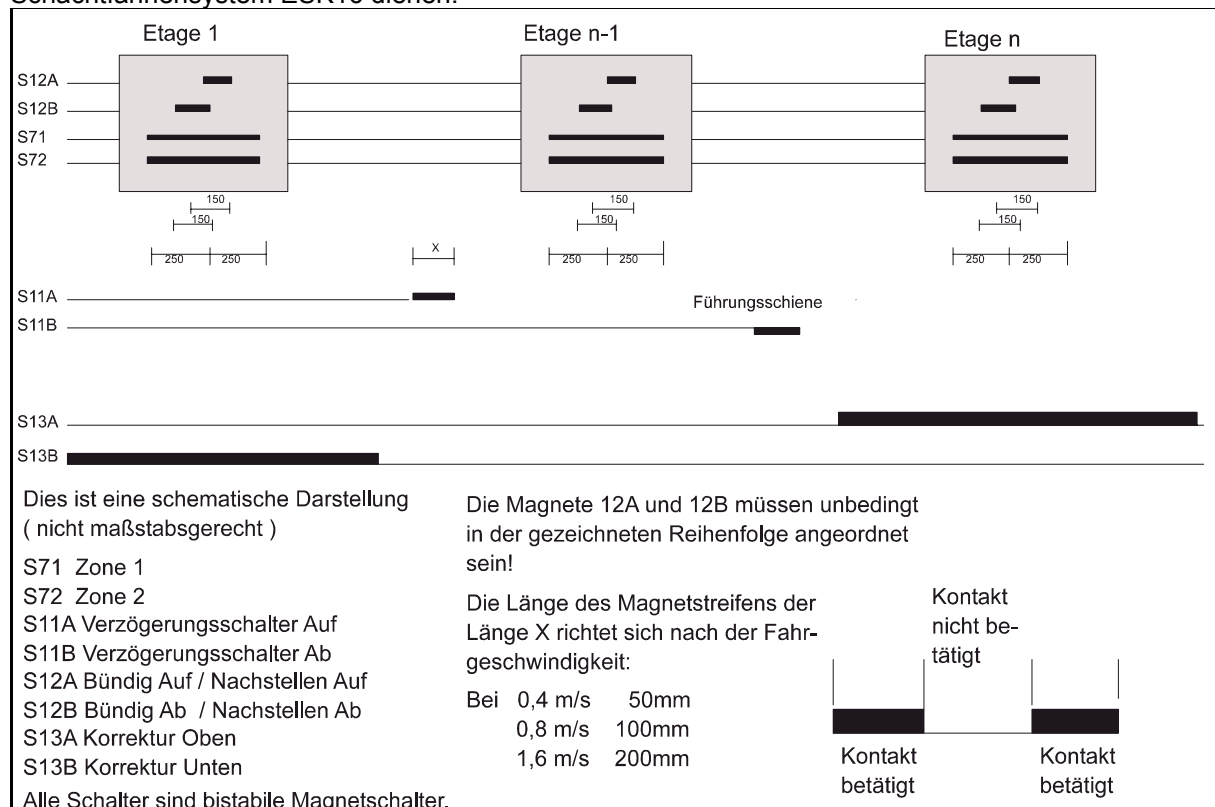 Schachtfahnensystem ESK16 dienen!
Etage 1
Etage n-1
Etage n
S12A
S12B
S71
S72
150
150
250
250
X
150
150
250
250
150
150
250
250
S11A
S11B
Führungsschiene
S13A
S13B
Dies ist eine schematische Darstellung
( nicht maßstabsgerecht )
S71 Zone 1
S72 Zone 2
S11A Verzögerungsschalter Auf
S11B Verzögerungsschalter Ab
S12A Bündig Auf / Nachstellen Auf
S12B Bündig Ab / Nachstellen Ab
S13A Korrektur Oben
S13B Korrektur Unten
Alle Schalter sind bistabile Magnetschalter.
Die Magnete 12A und 12B müssen unbedingt
in der gezeichneten Reihenfolge angeordnet
sein!
Die Länge des Magnetstreifens der
Länge X richtet sich nach der Fahr-
geschwindigkeit:
Bei 0,4 m/s 50mm
0,8 m/s 100mm
1,6 m/s 200mm
Kontakt
nicht be-
tätigt
Kontakt
betätigt
Kontakt
betätigt